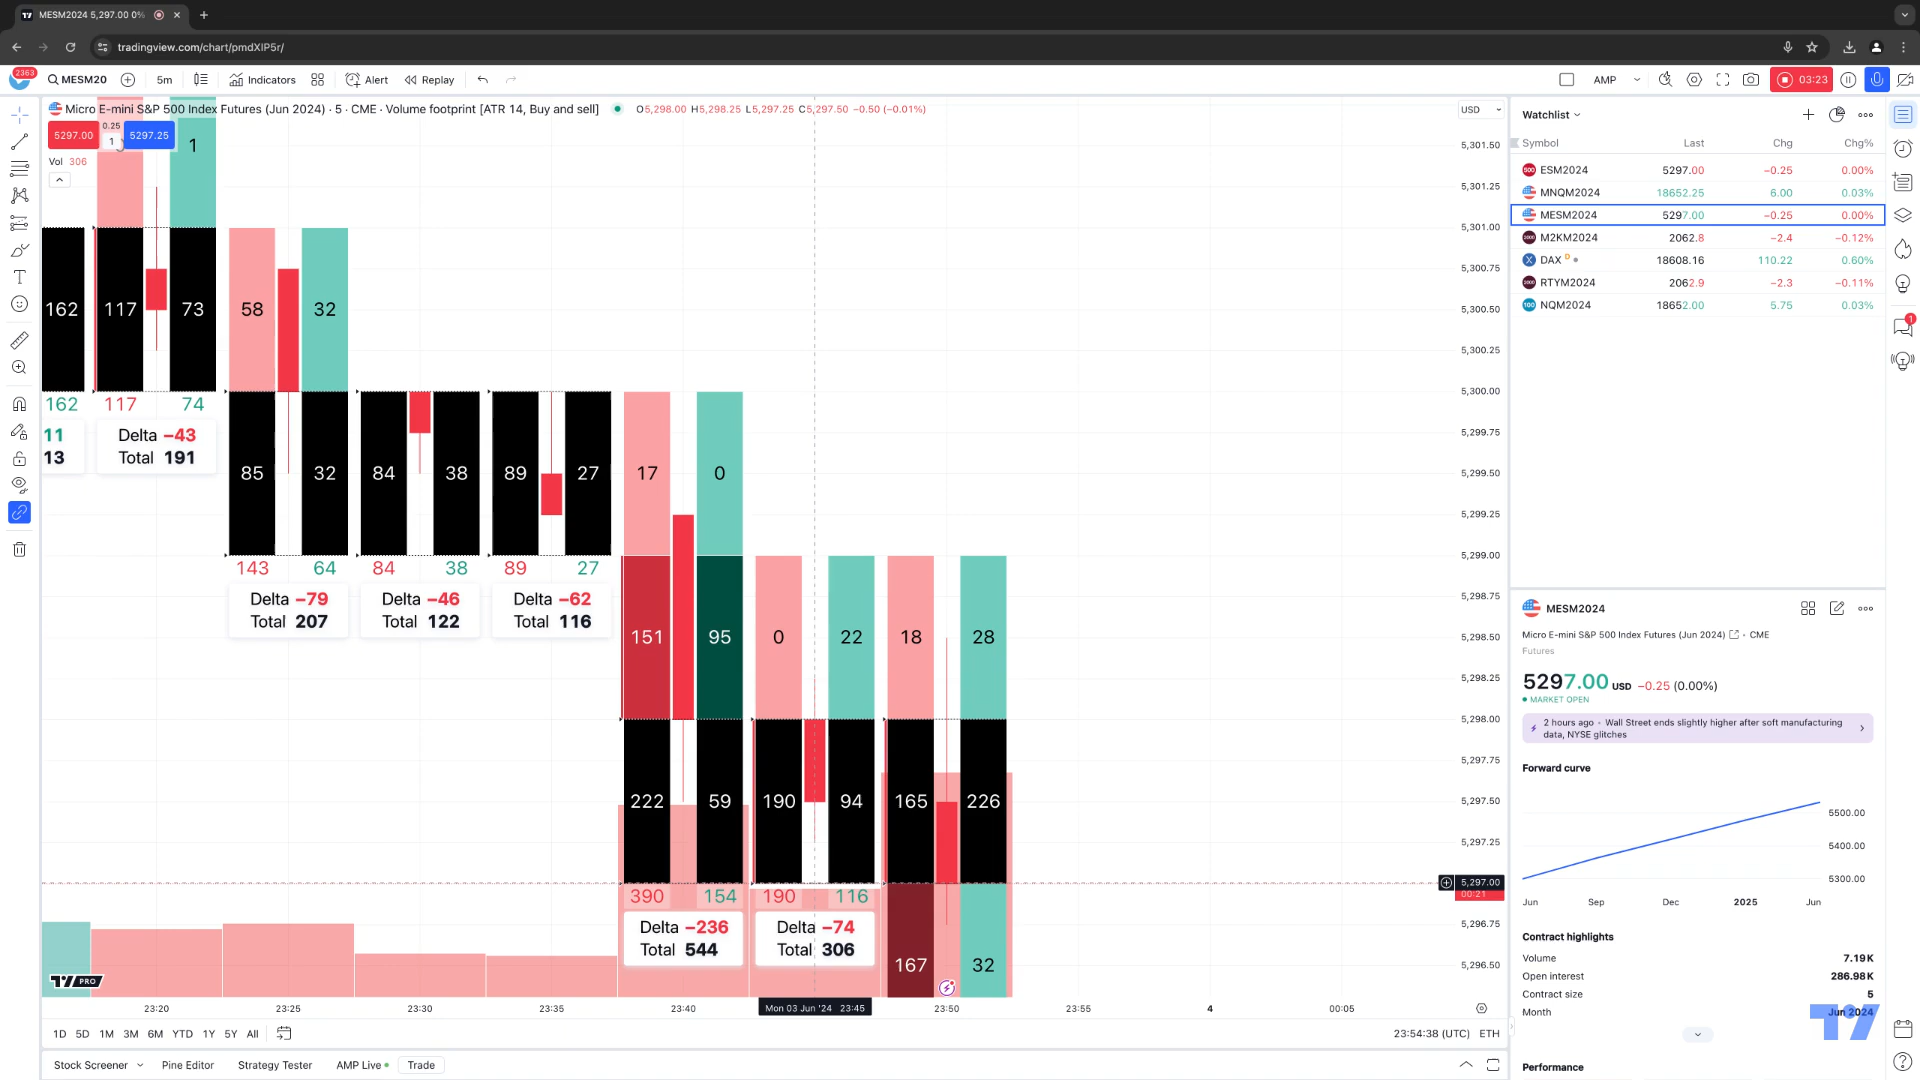 MESM2024 5,297.00 0%
tradingview.com/chart/pmdXIP5r/
2363
MESM20
5m
Indicators
Alert
Replay
AMP
03:23
Micro E-mini S&P 500 Index Futures (Jun 2024) · 5 · CME · Volume footprint [ATR 14, Buy and sell]
O5,298.00 H5,298.25 L5,297.25 C5,297.50 −0.50 (−0.01%)
USD
5297.00
0.25
1
5297.25
Vol 306
1
162
117
73
58
32
162
117
74
11
13
Delta −43
Total 191
85
32
84
38
89
27
17
0
143
64
84
38
89
27
Delta −79
Total 207
Delta −46
Total 122
Delta −62
Total 116
151
95
0
22
18
28
222
59
190
94
165
226
390
154
190
116
Delta −236
Total 544
Delta −74
Total 306
167
32
5,301.50
5,301.25
5,301.00
5,300.75
5,300.50
5,300.25
5,300.00
5,299.75
5,299.50
5,299.25
5,299.00
5,298.75
5,298.50
5,298.25
5,298.00
5,297.75
5,297.50
5,297.25
5,297.00
00:21
5,296.75
5,296.50
PRO
23:20
23:25
23:30
23:35
23:40
Mon 03 Jun '24 23:45
23:50
23:55
4
00:05
1D 5D 1M 3M 6M YTD 1Y 5Y All
23:54:38 (UTC) ETH
Stock Screener
Pine Editor
Strategy Tester
AMP Live
Trade
Watchlist
Symbol Last Chg Chg%
ESM2024 5297.00 −0.25 0.00%
MNQM2024 18652.25 6.00 0.03%
MESM2024 5297.00 −0.25 0.00%
M2KM2024 2062.8 −2.4 −0.12%
DAX D 18608.16 110.22 0.60%
RTYM2024 2062.9 −2.3 −0.11%
NQM2024 18652.00 5.75 0.03%
MESM2024
Micro E-mini S&P 500 Index Futures (Jun 2024) · CME
Futures
5297.00 USD −0.25 (0.00%)
MARKET OPEN
2 hours ago · Wall Street ends slightly higher after soft manufacturing
data, NYSE glitches
Forward curve
5500.00
5400.00
5300.00
Jun Sep Dec 2025 Jun
Contract highlights
Volume 7.19K
Open interest 286.98K
Contract size 5
Month Jun 2024
Performance
1